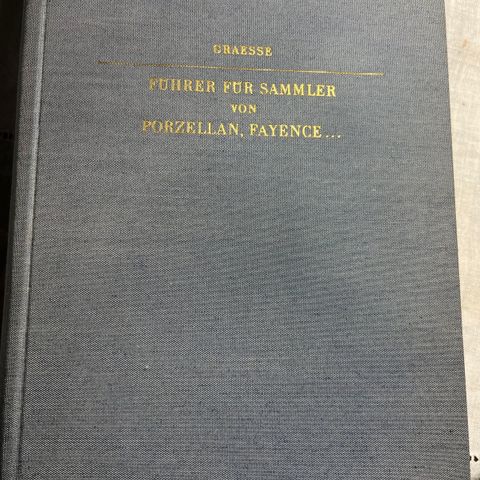 GRAESSE
FÜHRER FÜR SAMMLER
VON
PORZELLAN, FAYENCE...